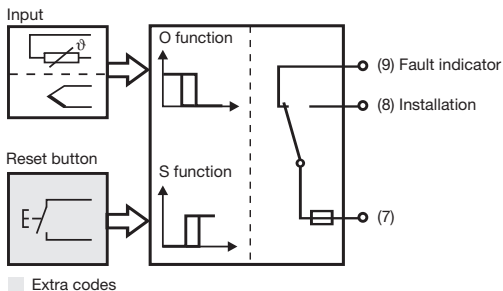 Input
ϑ
O function
(9) Fault indicator
(8) Installation
Reset button
S function
(7)
Extra codes